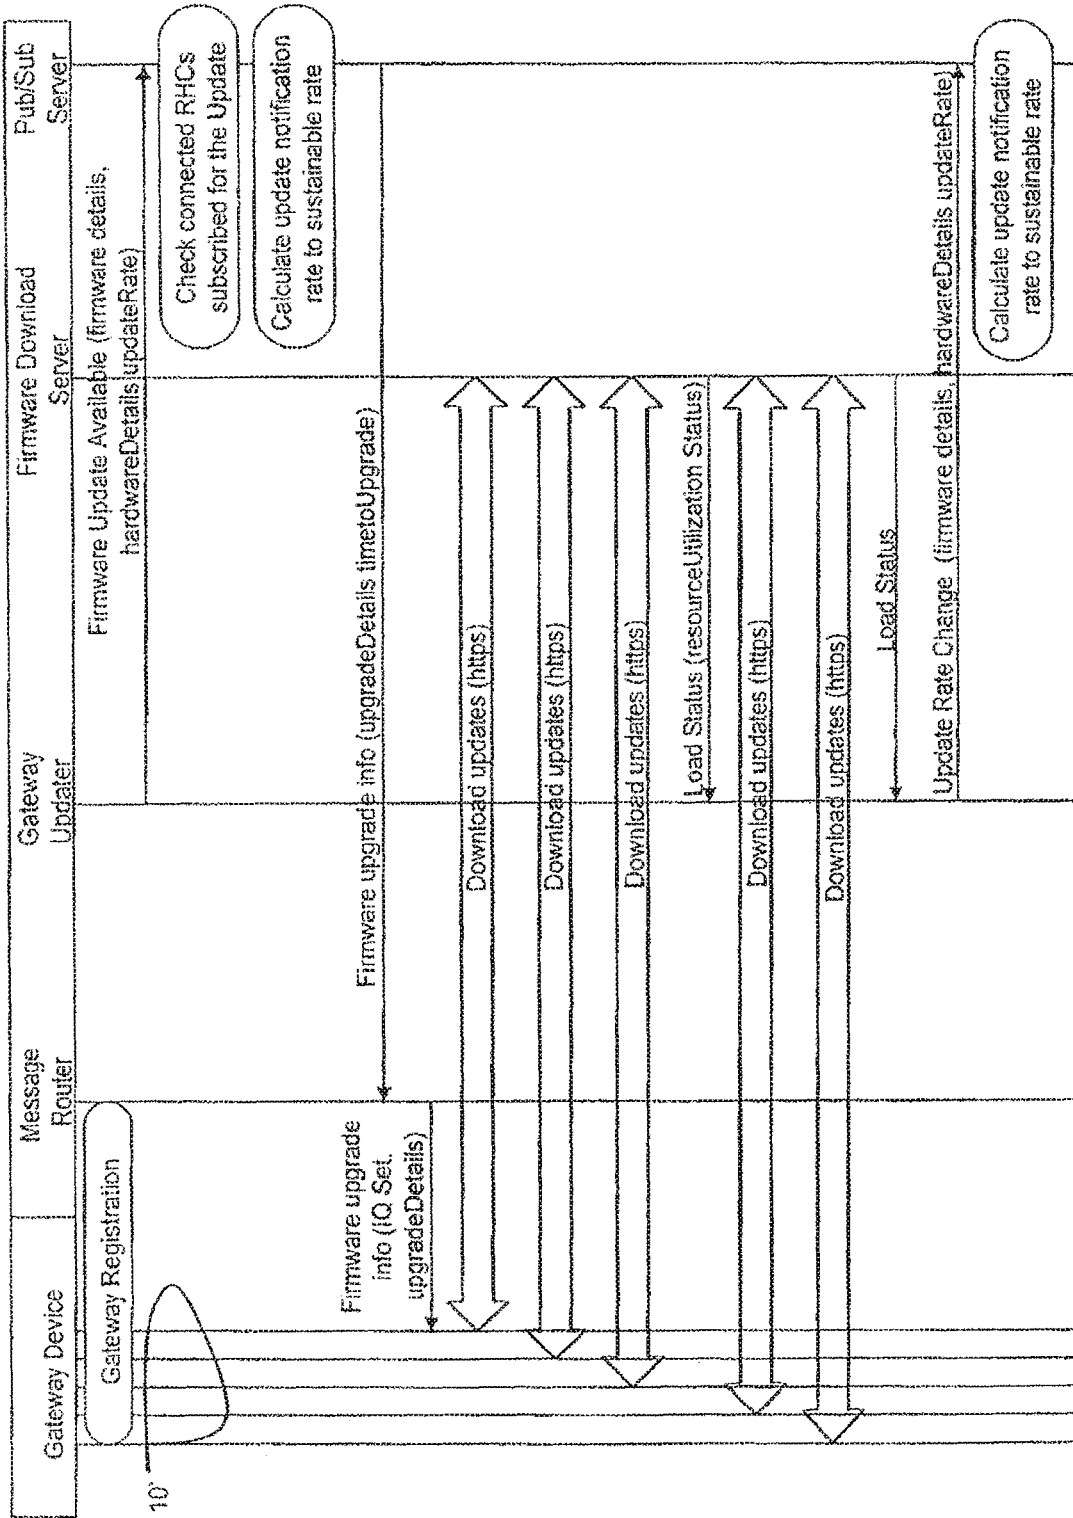 Gateway Device
Message
Router
Gateway
Updater
Firmware Download
Server
Pub/Sub
Server
Gateway Registration
10'
Firmware Update Available (firmware details,
hardwareDetails updateRate)
Check connected RHCs
subscribed for the Update
Calculate update notification
rate to sustainable rate
Firmware upgrade info (upgradeDetails timetoUpgrade)
Firmware upgrade
info (IQ Set,
upgradeDetails)
Download updates (https)
Download updates (https)
Download updates (https)
Load Status (resourceUtilization Status)
Download updates (https)
Download updates (https)
Load Status
Update Rate Change (firmware details, hardwareDetails updateRate)
Calculate update notification
rate to sustainable rate